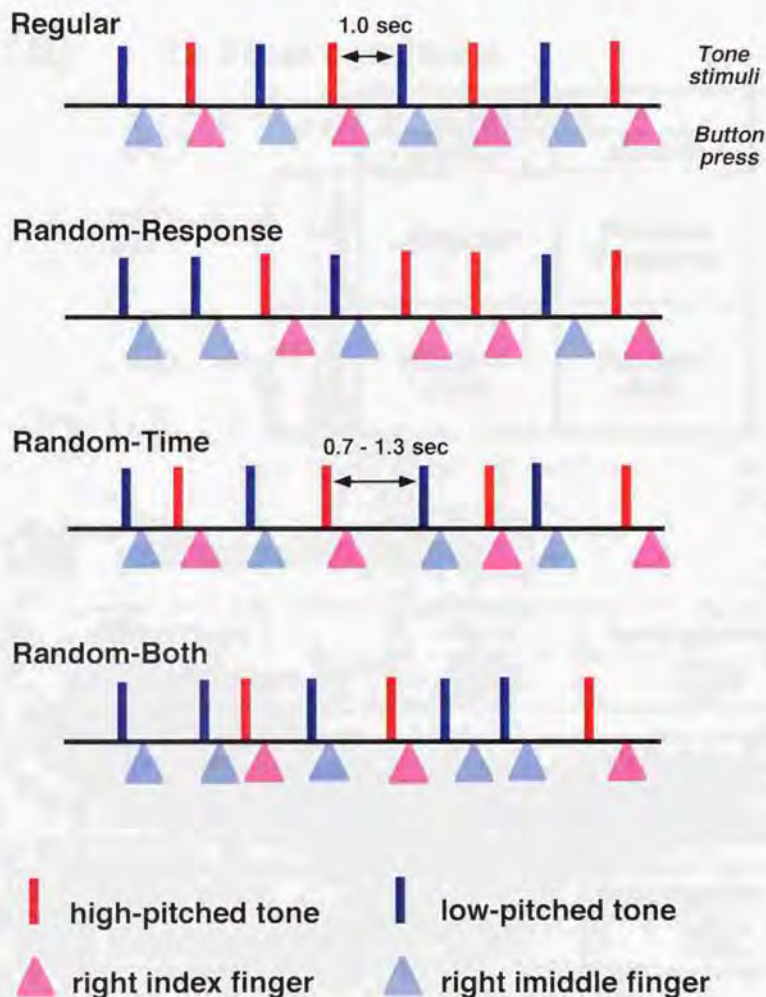 Regular
1.0 sec
Tone
stimuli
Button
press
Random-Response
Random-Time
0.7 - 1.3 sec
Random-Both
high-pitched tone
low-pitched tone
right index finger
right imiddle finger